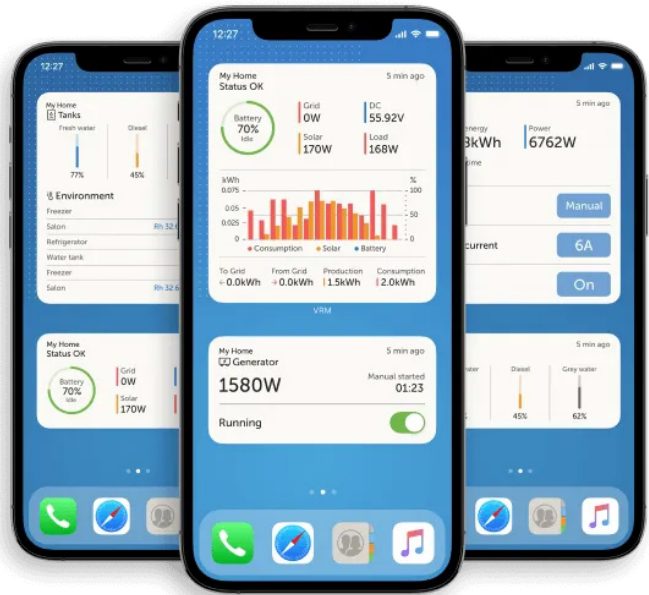 12:27
My Home
Tanks
Fresh water
Diesel
77%
45%
Environment
Freezer
Salon
Refrigerator
Water tank
Freezer
Salon
My Home
Status OK
Battery
70%
Idle
Grid
0W
Solar
170W
12:27
My Home
Status OK
5 min ago
Battery
70%
Idle
Grid
0W
DC
55.92V
Solar
170W
Load
168W
kWh
%
0.075
100
0.05
0.025
50
0
0
Consumption
Solar
Battery
To Grid
From Grid
Production
Consumption
←0.0kWh
→0.0kWh
1.5kWh
2.0kWh
VRM
My Home
5 min ago
Generator
1580W
Manual started
01:23
Running
5 min ago
Power
kWh
6762W
Manual
6A
On
5 min ago
Diesel
Grey water
45%
62%